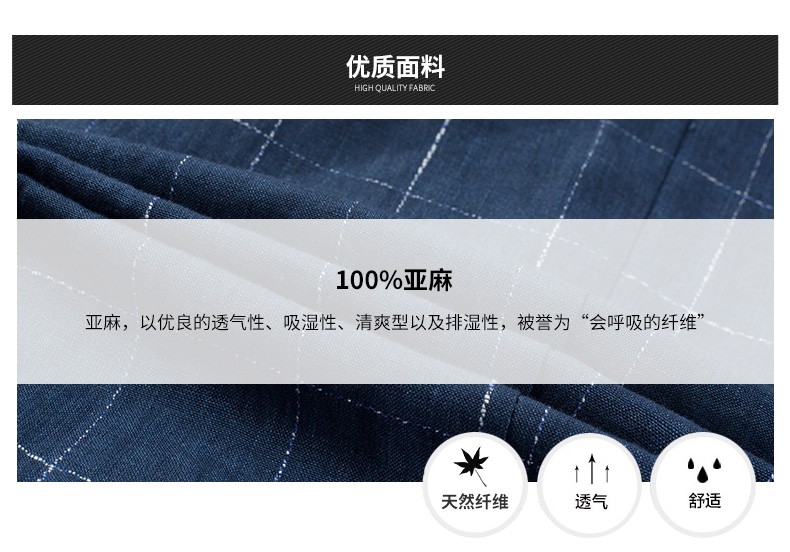 优质面料
HIGH QUALITY FABRIC
100%亚麻
亚麻，以优良的透气性、吸湿性、清爽型以及排湿性，被誉为“会呼吸的纤维”
天然纤维
透气
舒适